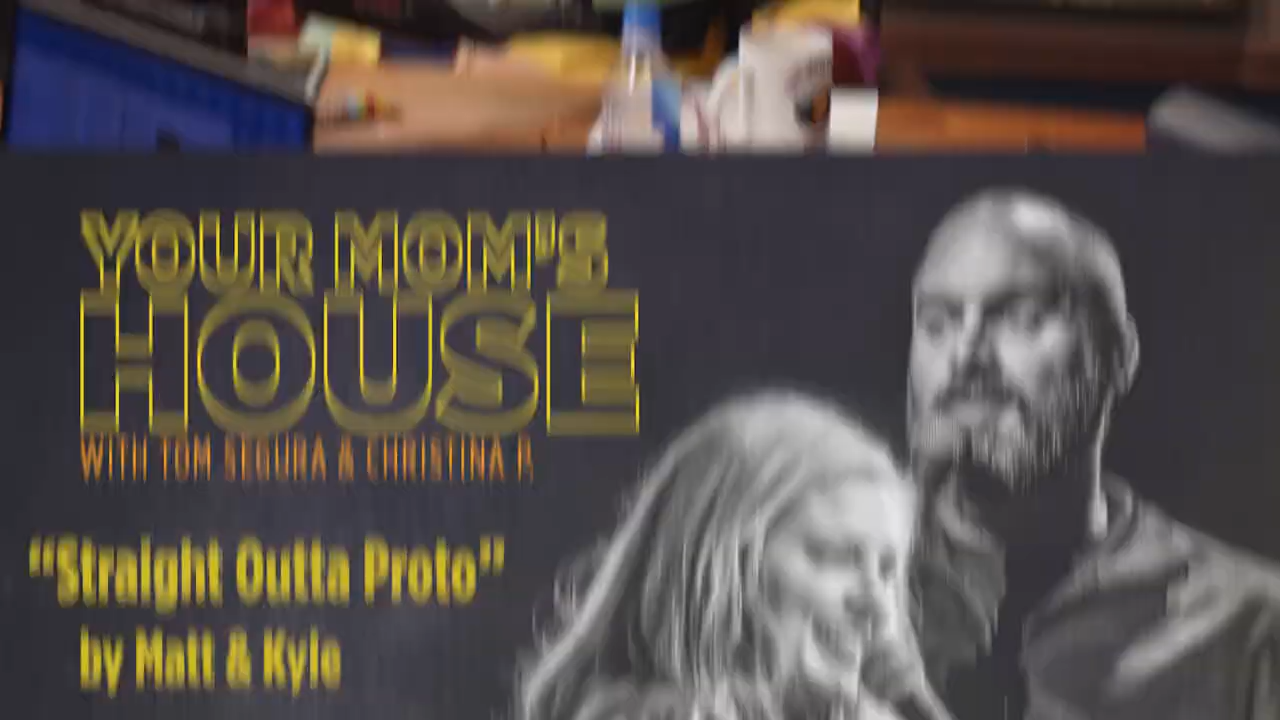 YOUR MOM'S
HOUSE
WITH TOM SEGURA & CHRISTINA P.
“Straight Outta Proto”
by Matt & Kyle